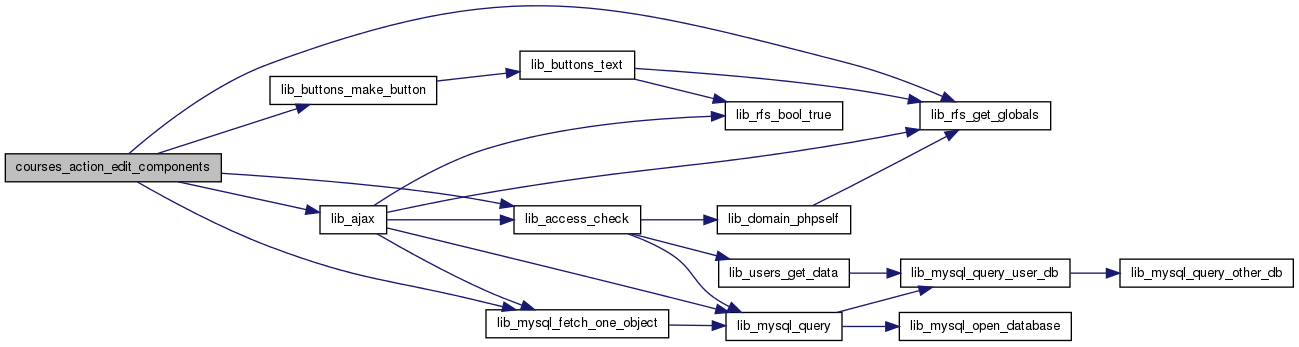 lib_buttons_text
lib_buttons_make_button
lib_rfs_bool_true
lib_rfs_get_globals
courses_action_edit_components
lib_ajax
lib_access_check
lib_domain_phpself
lib_users_get_data
lib_mysql_query_user_db
lib_mysql_query_other_db
lib_mysql_fetch_one_object
lib_mysql_query
lib_mysql_open_database